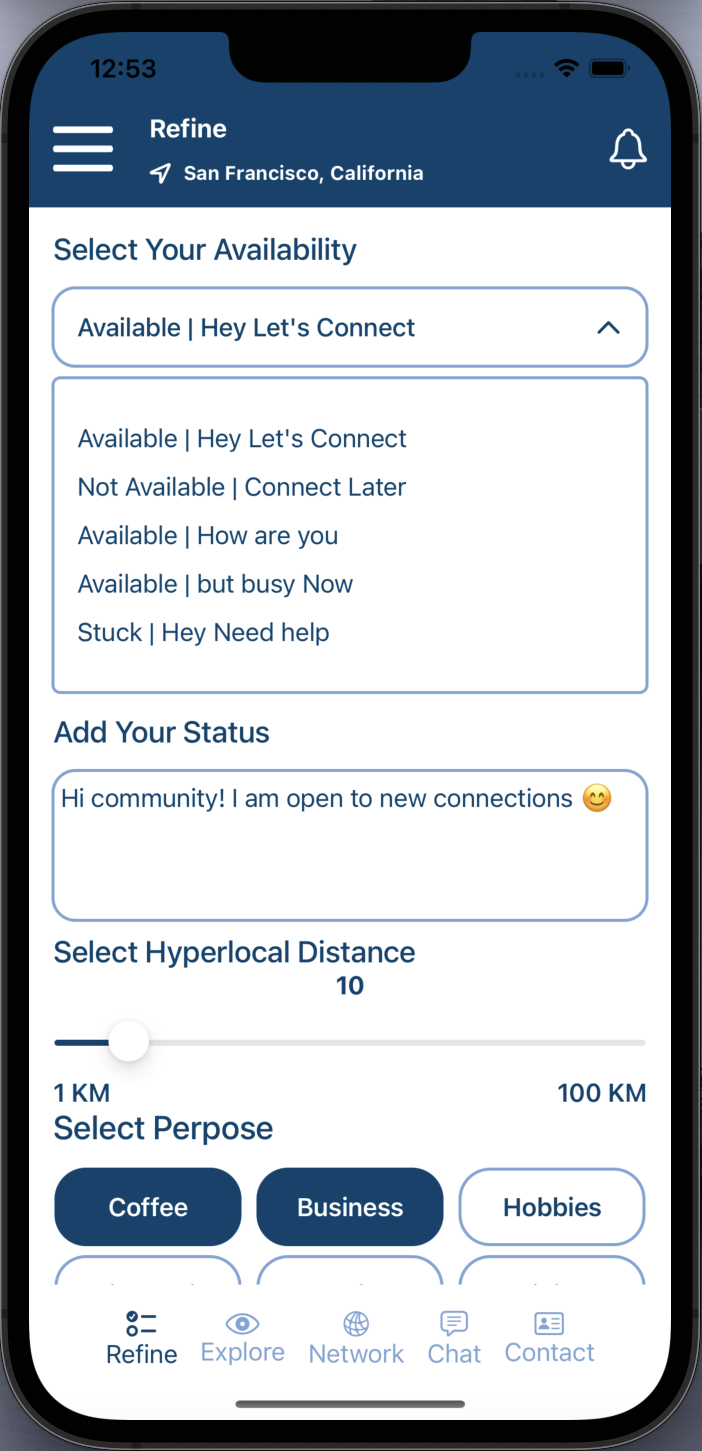 12:53
Refine
San Francisco, California
Select Your Availability
Available | Hey Let's Connect
Available | Hey Let's Connect
Not Available | Connect Later
Available | How are you
Available | but busy Now
Stuck | Hey Need help
Add Your Status
Hi community! I am open to new connections 😊
Select Hyperlocal Distance
10
1 KM 100 KM
Select Perpose
Coffee Business Hobbies
Refine Explore Network Chat Contact